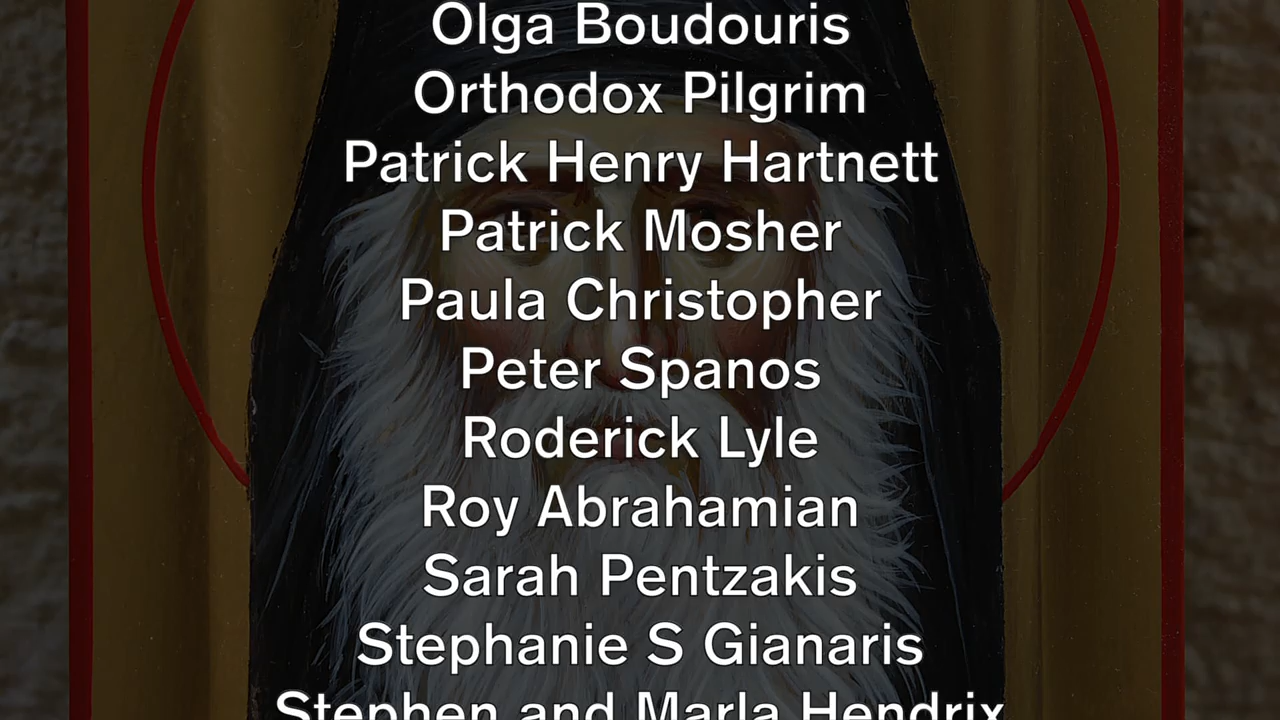 Olga Boudouris
Orthodox Pilgrim
Patrick Henry Hartnett
Patrick Mosher
Paula Christopher
Peter Spanos
Roderick Lyle
Roy Abrahamian
Sarah Pentzakis
Stephanie S Gianaris
Stephen and Marla Hendrix